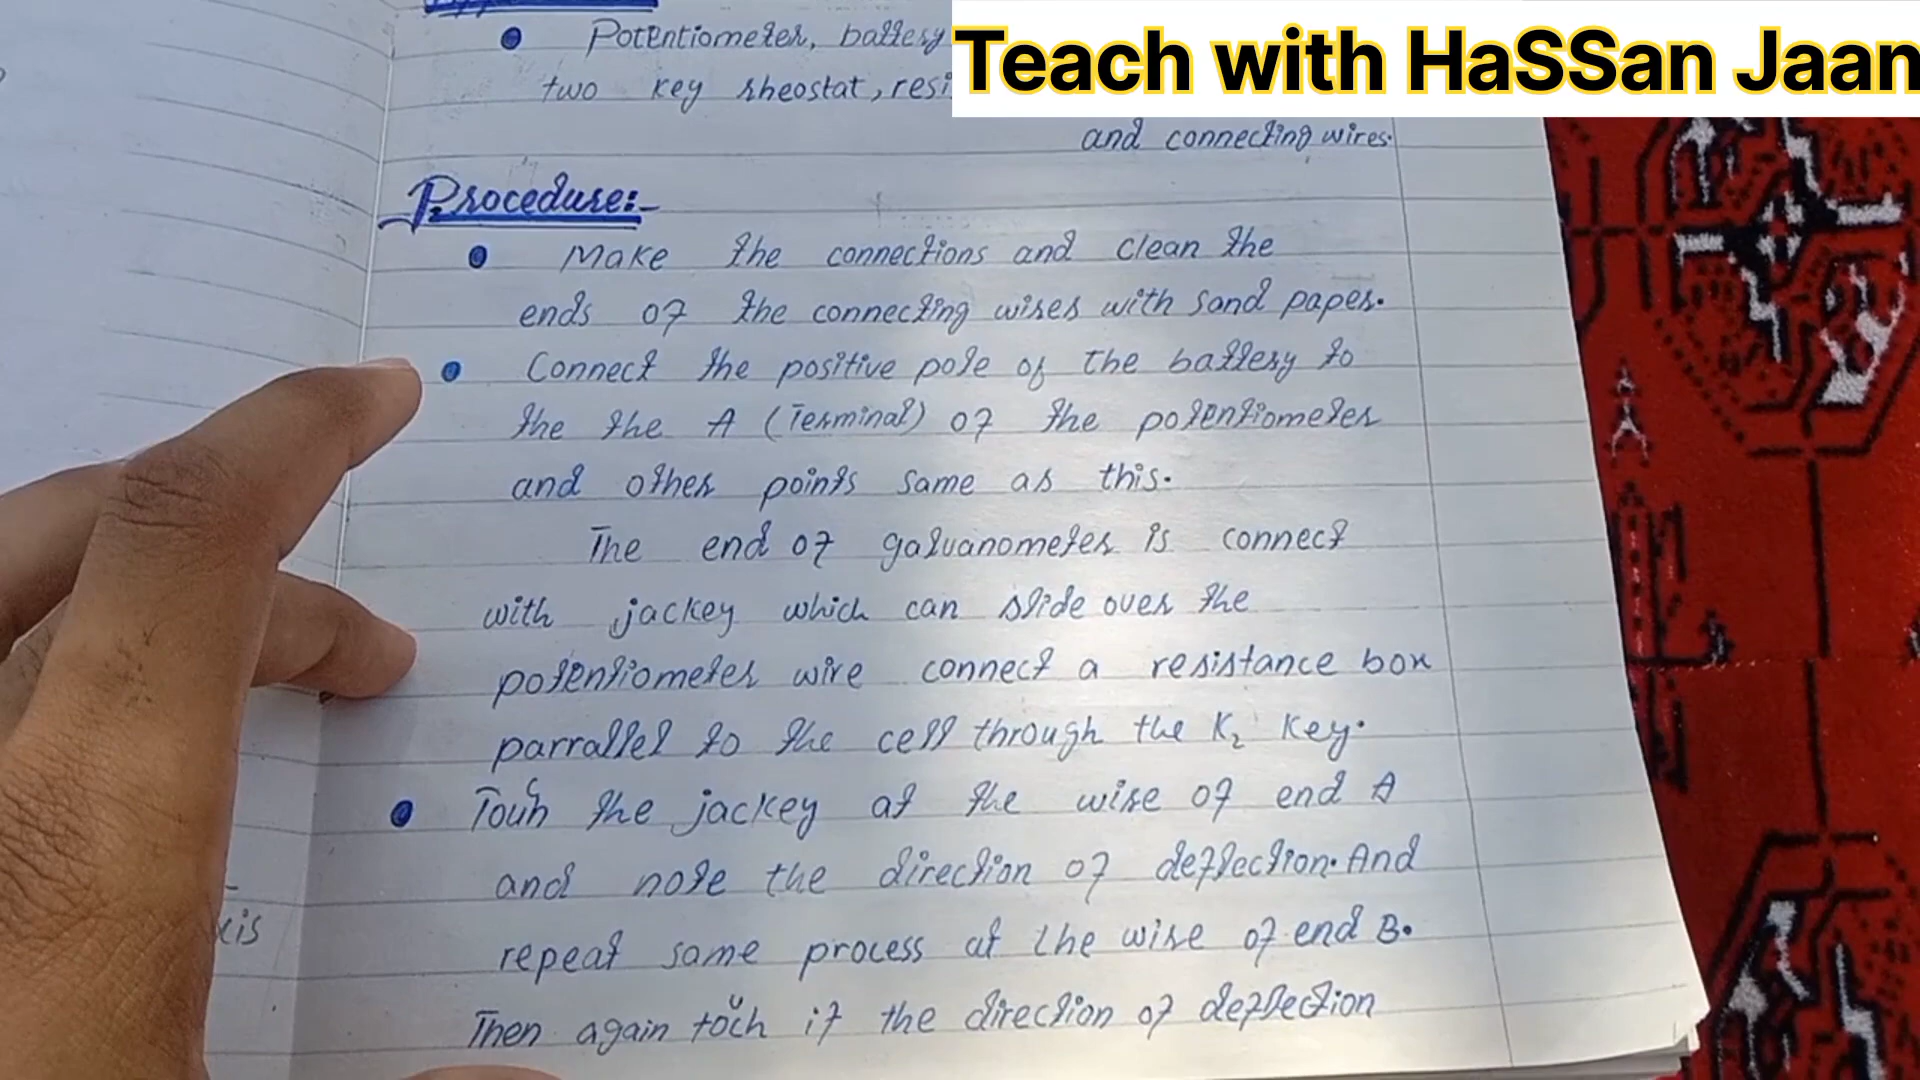 Teach with HaSSan Jaan
Potentiometer, battery
two key rheostat, resi
and connecting wires.
Procedure:-
Make the connections and clean the
ends of the connecting wires with sand paper.
Connect the positive pole of the battery to
the the A (Terminal) of the potentiometer
and other points same as this.
The end of galvanometer is connect
with jackey which can slide over the
potentiometer wire connect a resistance box
parrallel to the cell through the K₂ Key.
Touch the jackey at the wire of end A
and note the direction of deflection. And
repeat same process at the wire of end B.
Then again touch if the direction of deflection
xis